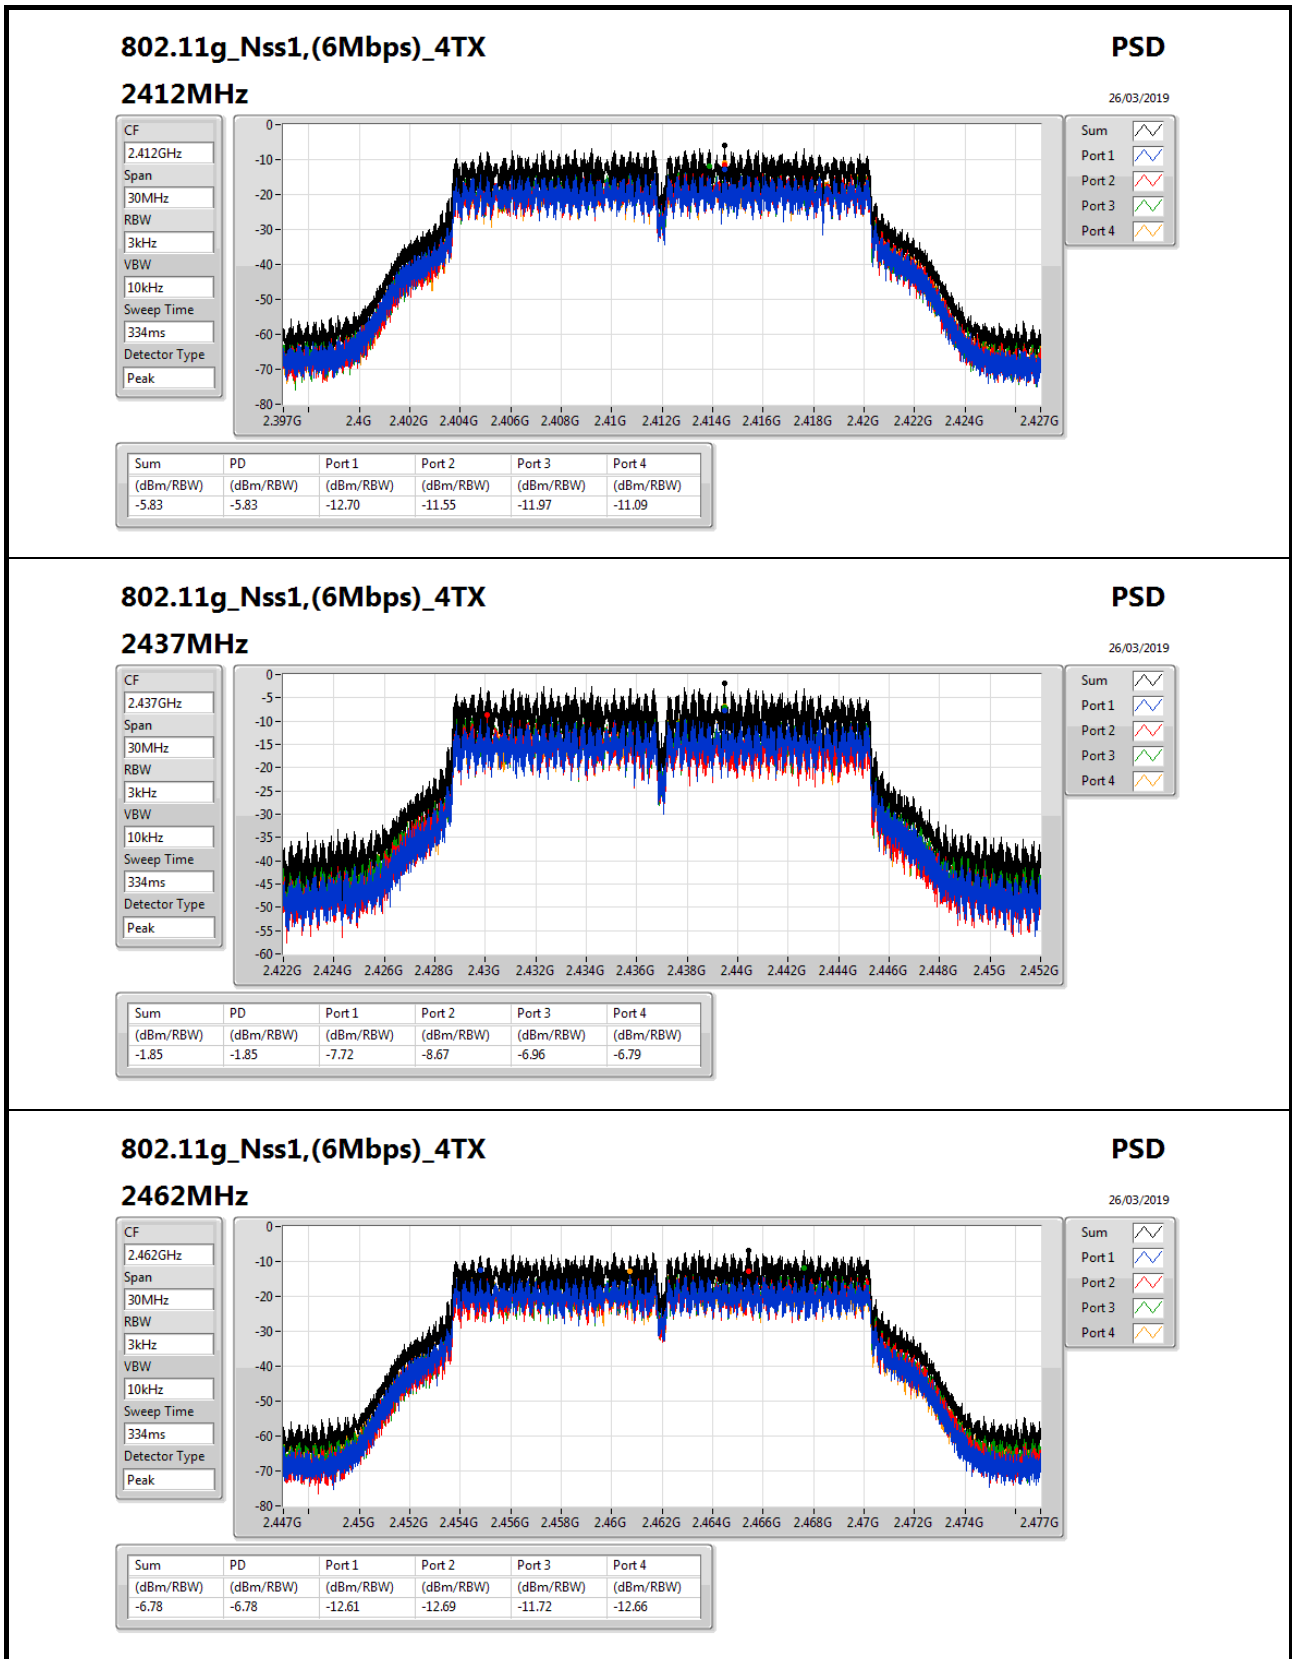 802.11g_Nss1,(6Mbps)_4TX PSD
2412MHz 26/03/2019
CF
2.412GHz
Span
30MHz
RBW
3kHz
VBW
10kHz
Sweep Time
334ms
Detector Type
Peak
0
-10
-20
-30
-40
-50
-60
-70
-80
2.397G 2.4G 2.402G 2.404G 2.406G 2.408G 2.41G 2.412G 2.414G 2.416G 2.418G 2.42G 2.422G 2.424G 2.427G
Sum
Port 1
Port 2
Port 3
Port 4
Sum PD Port 1 Port 2 Port 3 Port 4
(dBm/RBW) (dBm/RBW) (dBm/RBW) (dBm/RBW) (dBm/RBW) (dBm/RBW)
-5.83 -5.83 -12.70 -11.55 -11.97 -11.09
802.11g_Nss1,(6Mbps)_4TX PSD
2437MHz 26/03/2019
CF
2.437GHz
Span
30MHz
RBW
3kHz
VBW
10kHz
Sweep Time
334ms
Detector Type
Peak
0
-5
-10
-15
-20
-25
-30
-35
-40
-45
-50
-55
-60
2.422G 2.424G 2.426G 2.428G 2.43G 2.432G 2.434G 2.436G 2.438G 2.44G 2.442G 2.444G 2.446G 2.448G 2.45G 2.452G
Sum
Port 1
Port 2
Port 3
Port 4
Sum PD Port 1 Port 2 Port 3 Port 4
(dBm/RBW) (dBm/RBW) (dBm/RBW) (dBm/RBW) (dBm/RBW) (dBm/RBW)
-1.85 -1.85 -7.72 -8.67 -6.96 -6.79
802.11g_Nss1,(6Mbps)_4TX PSD
2462MHz 26/03/2019
CF
2.462GHz
Span
30MHz
RBW
3kHz
VBW
10kHz
Sweep Time
334ms
Detector Type
Peak
0
-10
-20
-30
-40
-50
-60
-70
-80
2.447G 2.45G 2.452G 2.454G 2.456G 2.458G 2.46G 2.462G 2.464G 2.466G 2.468G 2.47G 2.472G 2.474G 2.477G
Sum
Port 1
Port 2
Port 3
Port 4
Sum PD Port 1 Port 2 Port 3 Port 4
(dBm/RBW) (dBm/RBW) (dBm/RBW) (dBm/RBW) (dBm/RBW) (dBm/RBW)
-6.78 -6.78 -12.61 -12.69 -11.72 -12.66